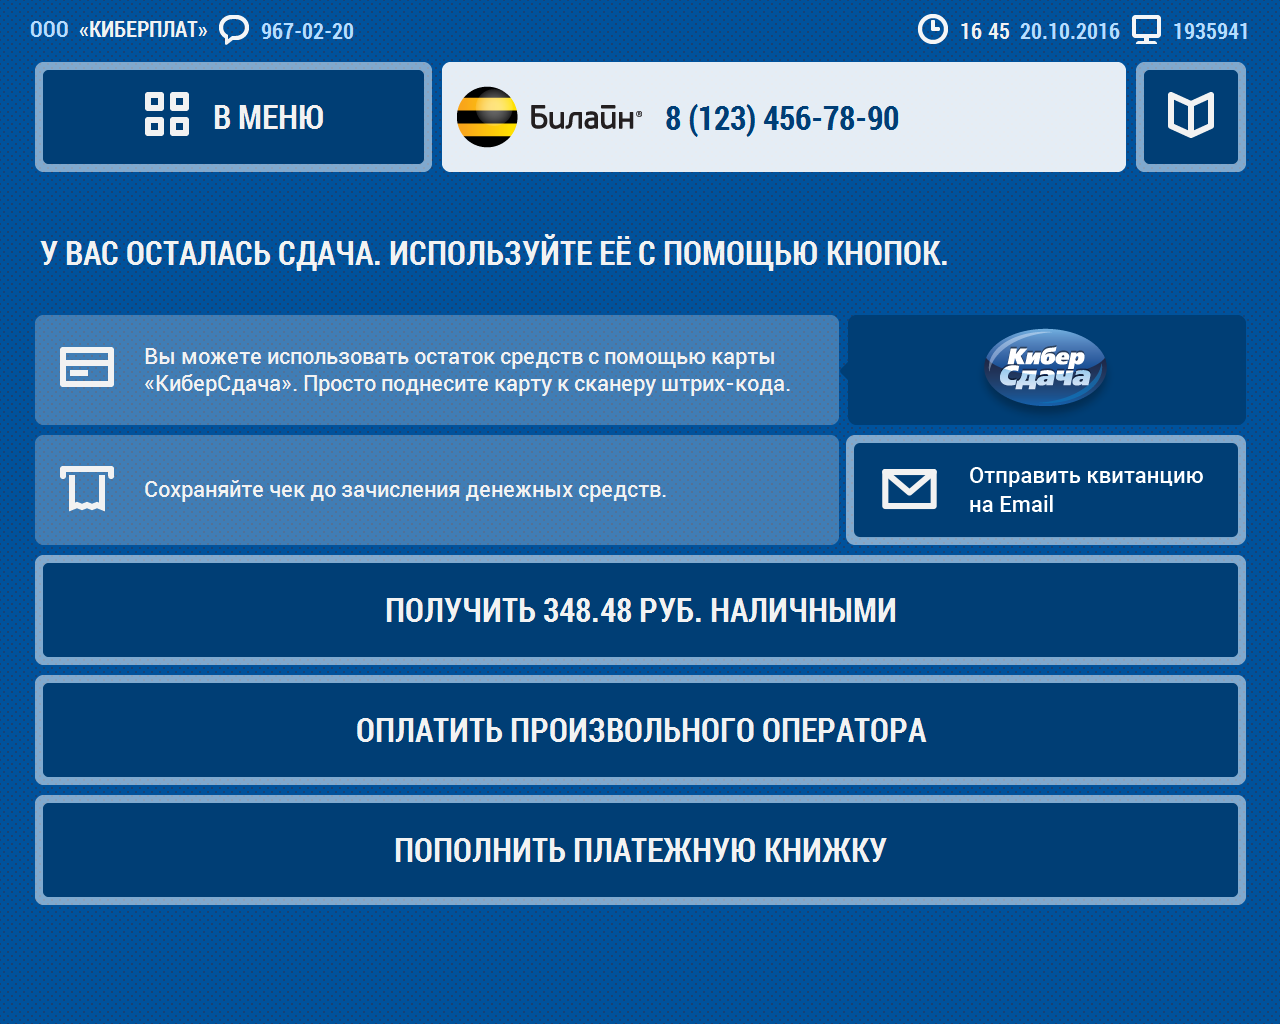 ООО «КИБЕРПЛАТ» 967-02-20
16 45 20.10.2016 1935941
В МЕНЮ
Билайн® 8 (123) 456-78-90
У ВАС ОСТАЛАСЬ СДАЧА. ИСПОЛЬЗУЙТЕ ЕЁ С ПОМОЩЬЮ КНОПОК.
Вы можете использовать остаток средств с помощью карты
«КиберСдача». Просто поднесите карту к сканеру штрих-кода.
Кибер
Сдача
Сохраняйте чек до зачисления денежных средств.
Отправить квитанцию
на Email
ПОЛУЧИТЬ 348.48 РУБ. НАЛИЧНЫМИ
ОПЛАТИТЬ ПРОИЗВОЛЬНОГО ОПЕРАТОРА
ПОПОЛНИТЬ ПЛАТЕЖНУЮ КНИЖКУ